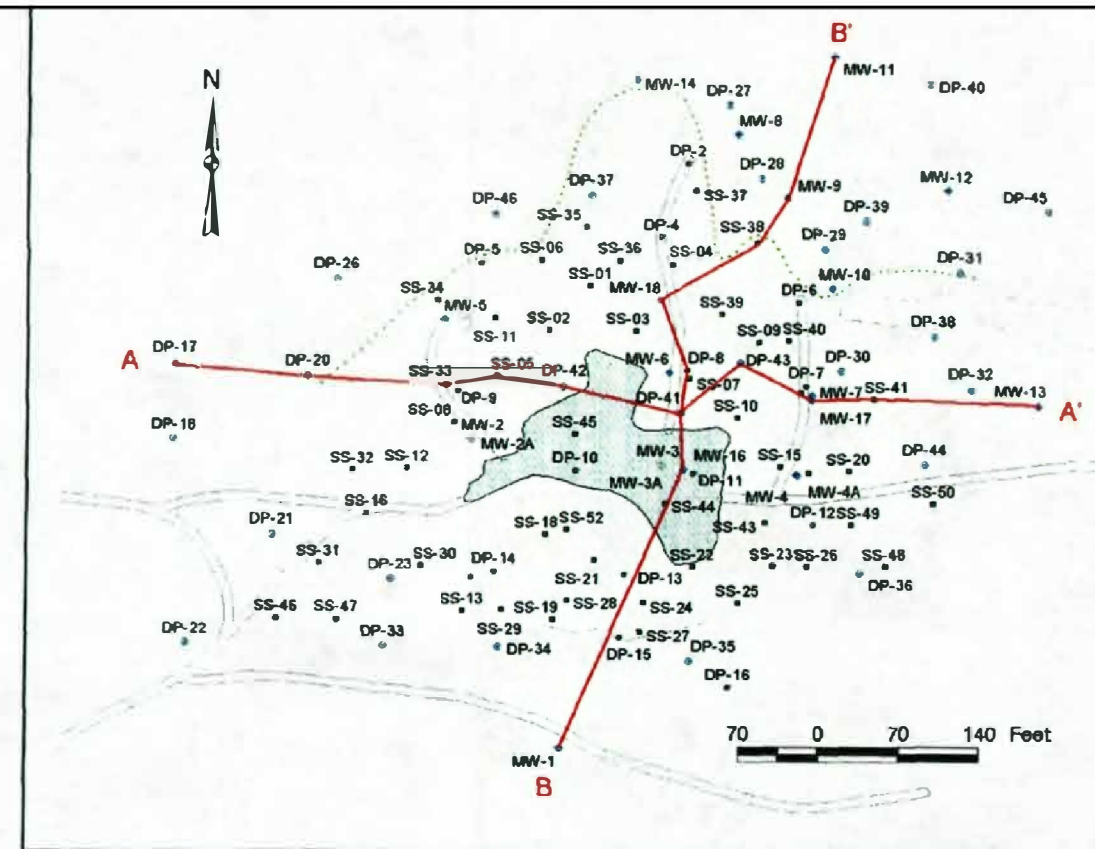 B'
MW-11
N
MW-14
DP-27
DP-40
MW-8
DP-2
DP-28
DP-37
SS-37
MW-9
MW-12
DP-46
SS-35
DP-39
DP-45
DP-4
SS-38
DP-5
SS-06
SS-36
SS-04
DP-29
DP-26
SS-01
MW-10
DP-31
SS-34
MW-18
DP-6
MW-5
SS-39
SS-11
SS-02
SS-03
SS-09
SS-40
DP-38
A
DP-17
DP-20
SS-33
SS-05
DP-42
MW-6
DP-8
DP-43
DP-30
SS-07
DP-7
DP-32
MW-13
DP-9
DP-41
MW-7
SS-41
A'
SS-08
SS-10
MW-17
DP-18
MW-2
MW-2A
SS-45
SS-32
SS-12
DP-10
MW-3
MW-16
SS-15
SS-20
DP-44
MW-3A
DP-11
MW-4
MW-4A
SS-16
SS-44
SS-50
DP-21
SS-18
SS-52
SS-43
DP-12
SS-49
SS-31
DP-23
SS-30
DP-14
SS-22
SS-23
SS-26
SS-48
SS-21
DP-13
DP-36
SS-46
SS-47
SS-13
SS-19
SS-28
SS-24
SS-25
DP-22
DP-33
SS-29
SS-27
DP-34
DP-15
DP-35
DP-16
70 0 70 140 Feet
MW-1
B